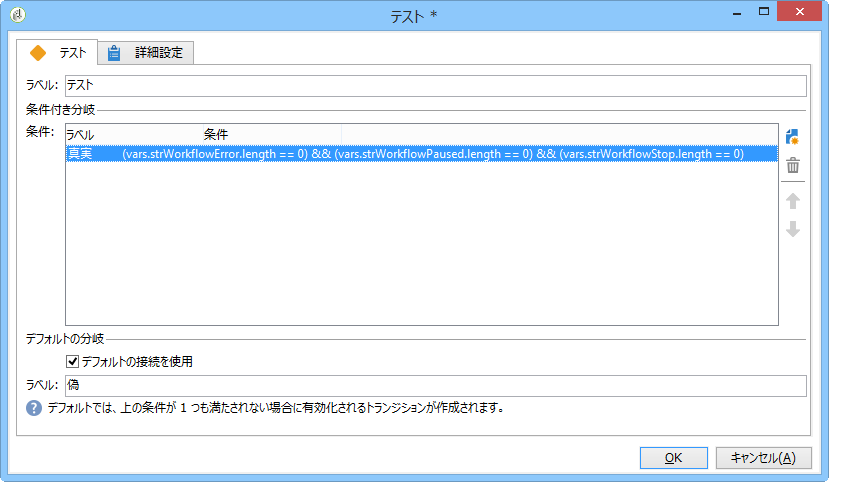 テスト *
テスト 詳細設定
ラベル: テスト
条件付き分岐
条件: ラベル 条件
真実 (vars.strWorkflowError.length == 0) && (vars.strWorkflowPaused.length == 0) && (vars.strWorkflowStop.length == 0)
デフォルトの分岐
デフォルトの接続を使用
ラベル: 偽
? デフォルトでは、上の条件が 1 つも満たされない場合に有効化されるトランジションが作成されます。
OK キャンセル(A)